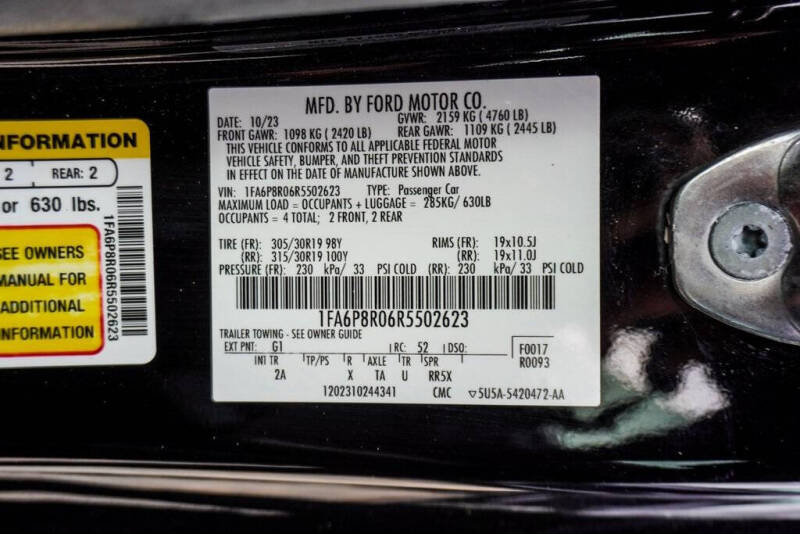 INFORMATION
2 REAR: 2
or 630 lbs.
SEE OWNERS
MANUAL FOR
ADDITIONAL
INFORMATION
1FA6P8R06R5502623
MFD. BY FORD MOTOR CO.
DATE: 10/23 GVWR: 2159 KG ( 4760 LB)
FRONT GAWR: 1098 KG ( 2420 LB) REAR GAWR: 1109 KG ( 2445 LB)
THIS VEHICLE CONFORMS TO ALL APPLICABLE FEDERAL MOTOR
VEHICLE SAFETY, BUMPER, AND THEFT PREVENTION STANDARDS
IN EFFECT ON THE DATE OF MANUFACTURE SHOWN ABOVE.
VIN: 1FA6P8R06R5502623 TYPE: Passenger Car
MAXIMUM LOAD = OCCUPANTS + LUGGAGE = 285KG/ 630LB
OCCUPANTS = 4 TOTAL; 2 FRONT, 2 REAR
TIRE (FR): 305/30R19 98Y RIMS (FR): 19x10.5J
(RR): 315/30R19 100Y (RR): 19x11.0J
PRESSURE (FR): 230 kPa/ 33 PSI COLD (RR): 230 kPa/ 33 PSI COLD
1FA6P8R06R5502623
TRAILER TOWING - SEE OWNER GUIDE
EXT PNT: G1 RC: 52 DSO: F0017
INT TR TP/PS R AXLE TR SPR R0093
2A X TA U RR5X
1202310244341 CMC ▽5U5A-5420472-AA